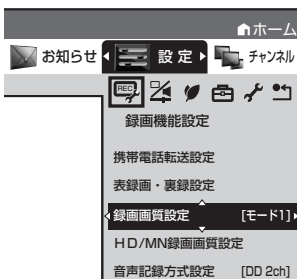 ホーム
お知らせ 設定 チャンネル
REC
録画機能設定
携帯電話転送設定
表録画・裏録設定
録画画質設定 [モード1]
HD/MN録画画質設定
音声記録方式設定 [DD 2ch]